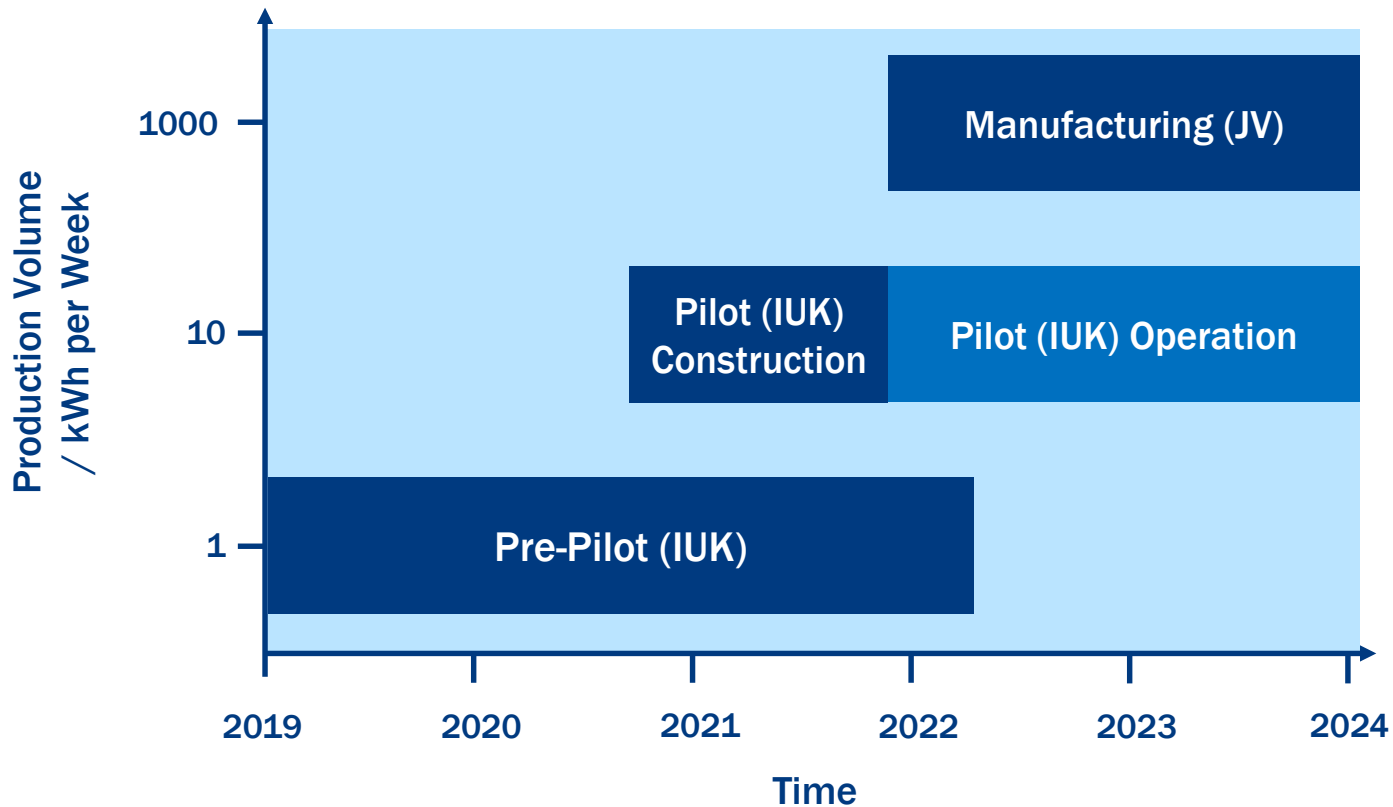 Production Volume
/ kWh per Week
1000
10
1
Manufacturing (JV)
Pilot (IUK)
Construction
Pilot (IUK) Operation
Pre-Pilot (IUK)
2019
2020
2021
2022
2023
2024
Time